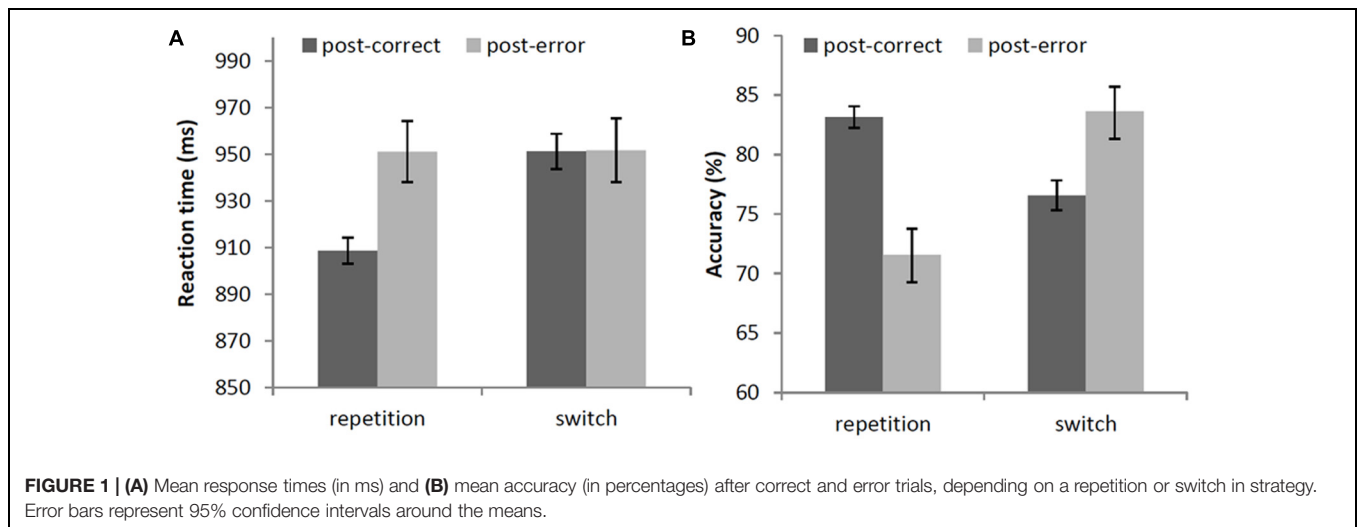 A
post-correct
post-error
990
970
950
930
910
890
870
850
Reaction time (ms)
repetition
switch
B
post-correct
post-error
90
85
80
75
70
65
60
Accuracy (%)
repetition
switch
FIGURE 1 | (A) Mean response times (in ms) and (B) mean accuracy (in percentages) after correct and error trials, depending on a repetition or switch in strategy.
Error bars represent 95% confidence intervals around the means.